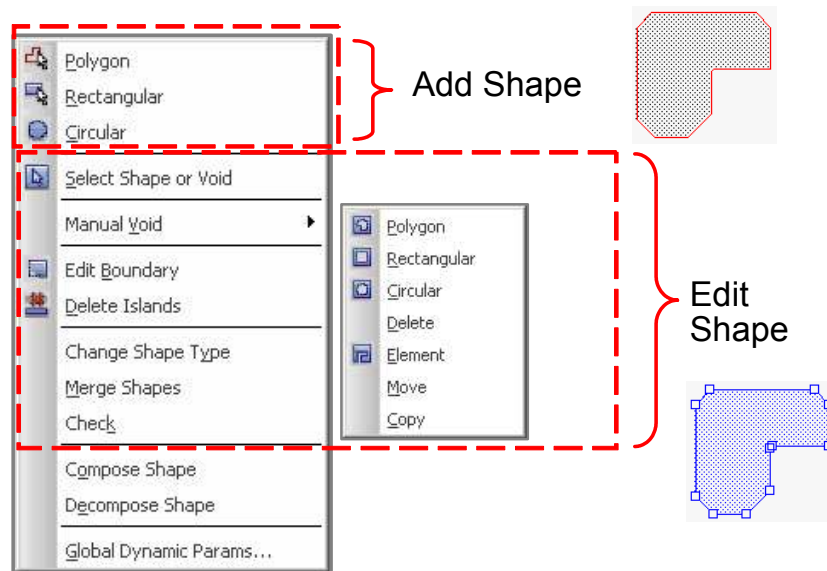 Polygon
Rectangular
Circular
Add Shape
Select Shape or Void
Manual Void
Edit Boundary
Delete Islands
Change Shape Type
Merge Shapes
Check
Compose Shape
Decompose Shape
Global Dynamic Params...
Polygon
Rectangular
Circular
Delete
Element
Move
Copy
Edit
Shape